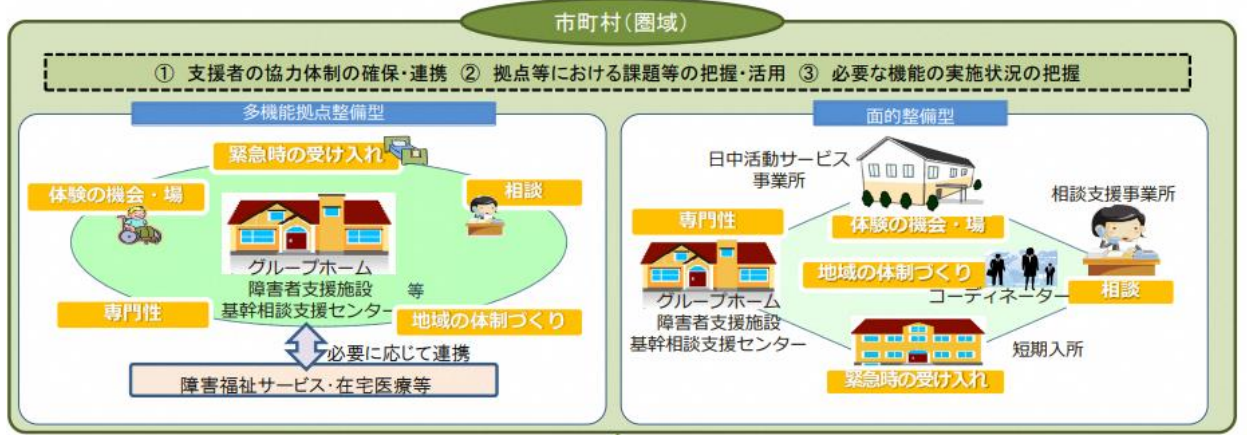 市町村(圏域)
① 支援者の協力体制の確保・連携 ② 拠点等における課題等の把握・活用 ③ 必要な機能の実施状況の把握
多機能拠点整備型
緊急時の受け入れ
体験の機会・場
相談
グループホーム
障害者支援施設
基幹相談支援センター
等
専門性
地域の体制づくり
必要に応じて連携
障害福祉サービス・在宅医療等
面的整備型
日中活動サービス
事業所
相談支援事業所
専門性
体験の機会・場
地域の体制づくり
コーディネーター
相談
グループホーム
障害者支援施設
基幹相談支援センター
短期入所
緊急時の受け入れ